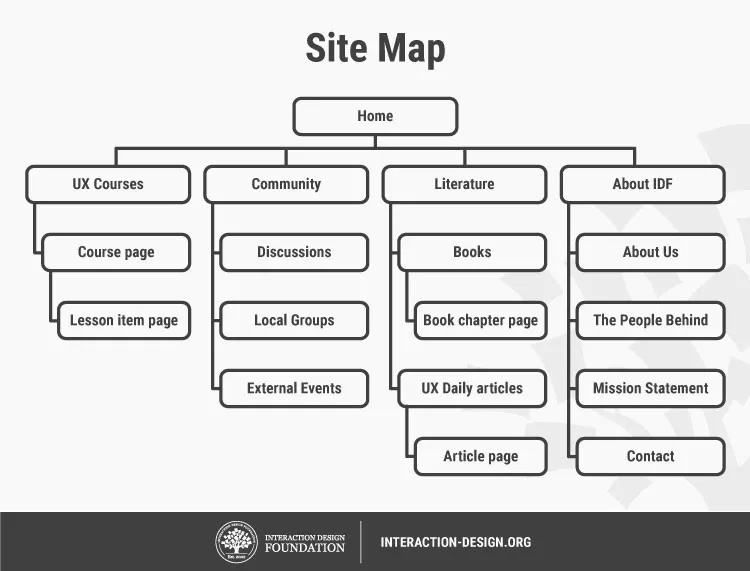 Site Map
Home
UX Courses
Community
Literature
About IDF
Course page
Discussions
Books
About Us
Lesson item page
Local Groups
Book chapter page
The People Behind
External Events
UX Daily articles
Mission Statement
Article page
Contact
INTERACTION DESIGN
FOUNDATION
INTERACTION-DESIGN.ORG